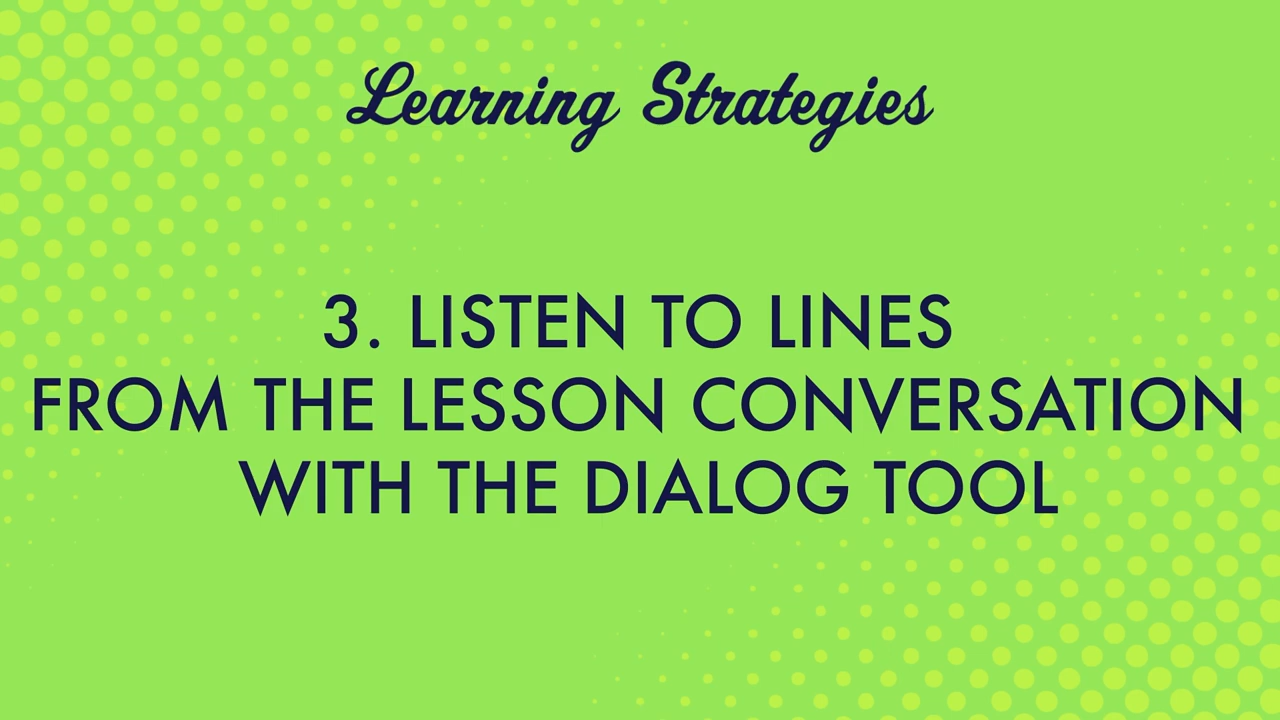 Learning Strategies
3. LISTEN TO LINES
FROM THE LESSON CONVERSATION
WITH THE DIALOG TOOL